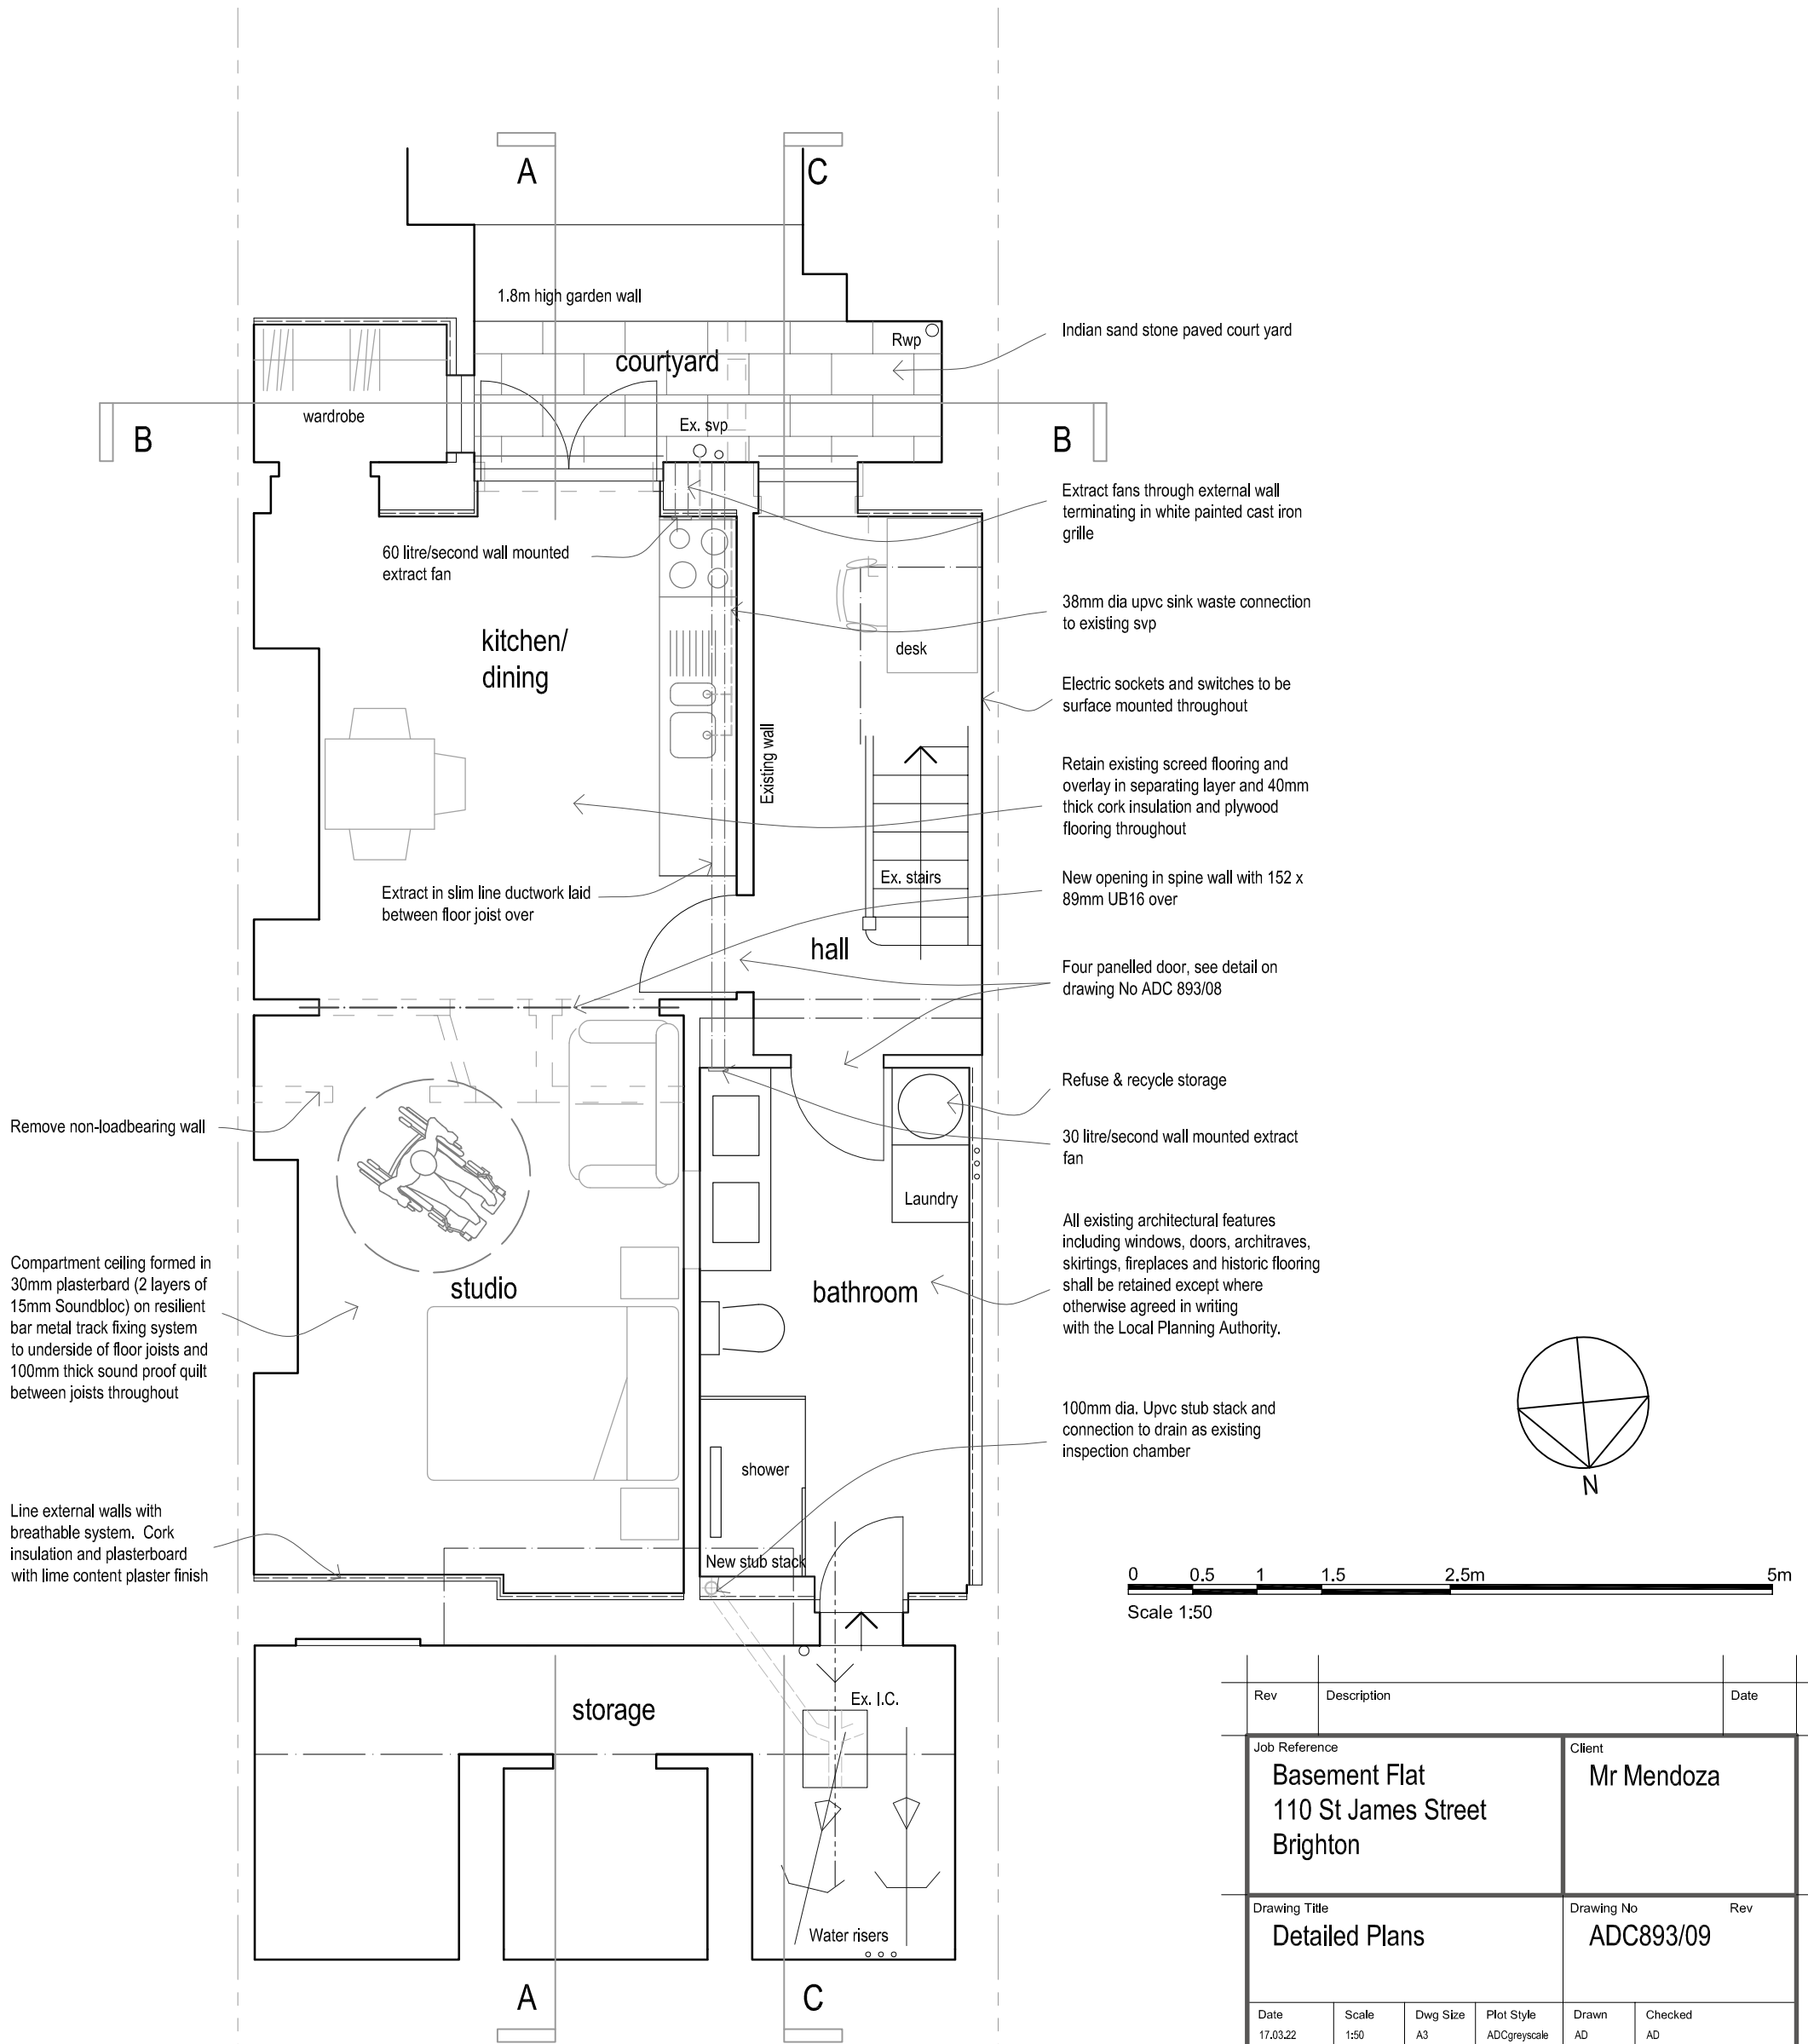 A
C
1.8m high garden wall
Rwp
Indian sand stone paved court yard
courtyard
wardrobe
Ex. svp
B
B
Extract fans through external wall
terminating in white painted cast iron
grille
60 litre/second wall mounted
extract fan
38mm dia upvc sink waste connection
to existing svp
kitchen/
dining
desk
Electric sockets and switches to be
surface mounted throughout
Existing wall
Retain existing screed flooring and
overlay in separating layer and 40mm
thick cork insulation and plywood
flooring throughout
Extract in slim line ductwork laid
between floor joist over
Ex. stairs
New opening in spine wall with 152 x
89mm UB16 over
hall
Four panelled door, see detail on
drawing No ADC 893/08
Refuse & recycle storage
Remove non-loadbearing wall
30 litre/second wall mounted extract
fan
Laundry
All existing architectural features
including windows, doors, architraves,
skirtings, fireplaces and historic flooring
shall be retained except where
otherwise agreed in writing
with the Local Planning Authority.
Compartment ceiling formed in
30mm plasterbard (2 layers of
15mm Soundbloc) on resilient
bar metal track fixing system
to underside of floor joists and
100mm thick sound proof quilt
between joists throughout
studio
bathroom
100mm dia. Upvc stub stack and
connection to drain as existing
inspection chamber
shower
N
Line external walls with
breathable system. Cork
insulation and plasterboard
with lime content plaster finish
New stub stack
0 0.5 1 1.5 2.5m 5m
Scale 1:50
storage
Ex. I.C.
Water risers
A
C
Rev Description Date
Job Reference
Basement Flat
110 St James Street
Brighton
Client
Mr Mendoza
Drawing Title
Detailed Plans
Drawing No Rev
ADC893/09
Date Scale Dwg Size Plot Style Drawn Checked
17.03.22 1:50 A3 ADCgreyscale AD AD